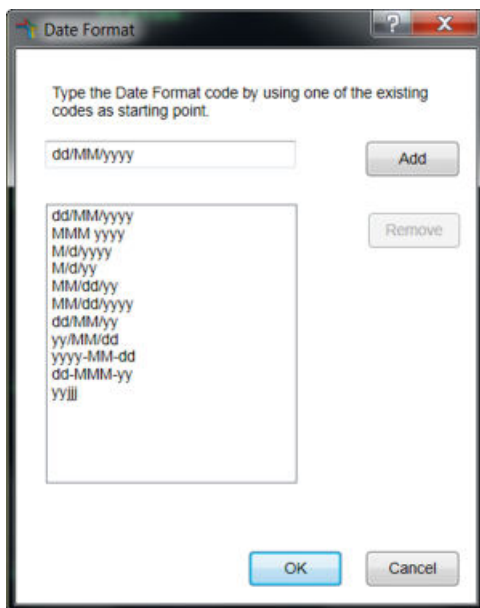 Date Format
?
X
Type the Date Format code by using one of the existing
codes as starting point.
dd/MM/yyyy
Add
dd/MM/yyyy
MMM yyyy
M/d/yyyy
M/d/yy
MM/dd/yy
MM/dd/yyyy
dd/MM/yy
yy/MM/dd
yyyy-MM-dd
dd-MMM-yy
yyjjj
Remove
OK
Cancel